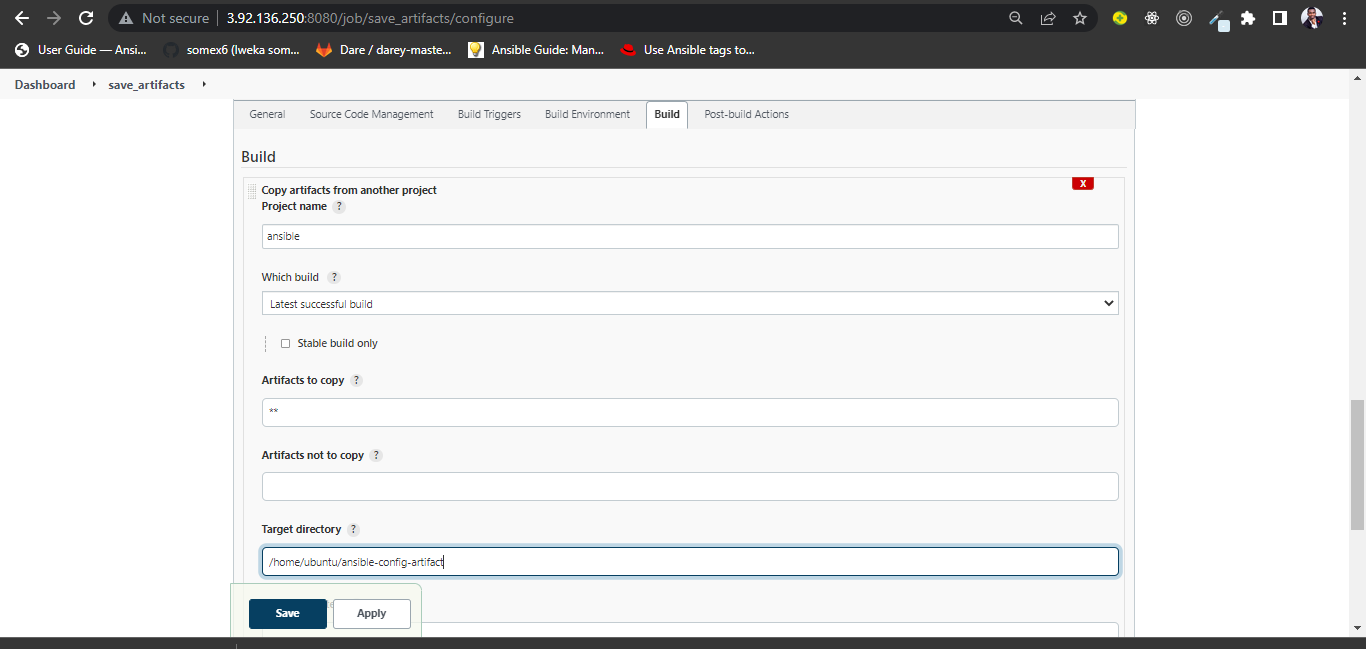 Not secure 3.92.136.250:8080/job/save_artifacts/configure
User Guide — Ansi... somex6 (Iweka som... Dare / darey-maste... Ansible Guide: Man... Use Ansible tags to...
Dashboard save_artifacts
General Source Code Management Build Triggers Build Environment Build Post-build Actions
Build
Copy artifacts from another project
X
Project name ?
ansible
Which build ?
Latest successful build
Stable build only
Artifacts to copy ?
**
Artifacts not to copy ?
Target directory ?
/home/ubuntu/ansible-config-artifact
Save Apply